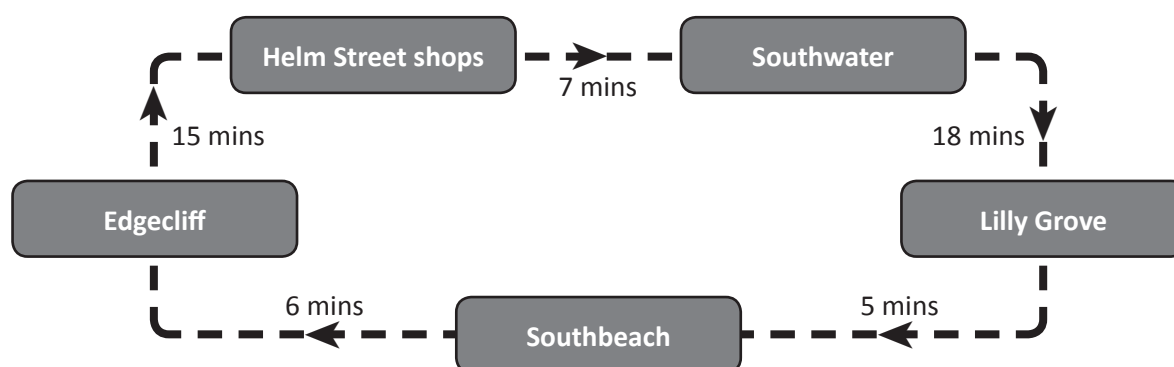 Helm Street shops
Southwater
7 mins
15 mins
18 mins
Edgecliff
Lilly Grove
6 mins
5 mins
Southbeach